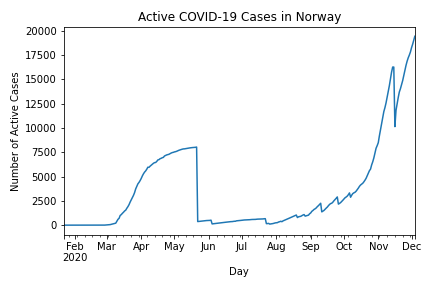 Active COVID-19 Cases in Norway
Number of Active Cases
20000
17500
15000
12500
10000
7500
5000
2500
0
Feb Mar Apr May Jun Jul Aug Sep Oct Nov Dec
2020
Day